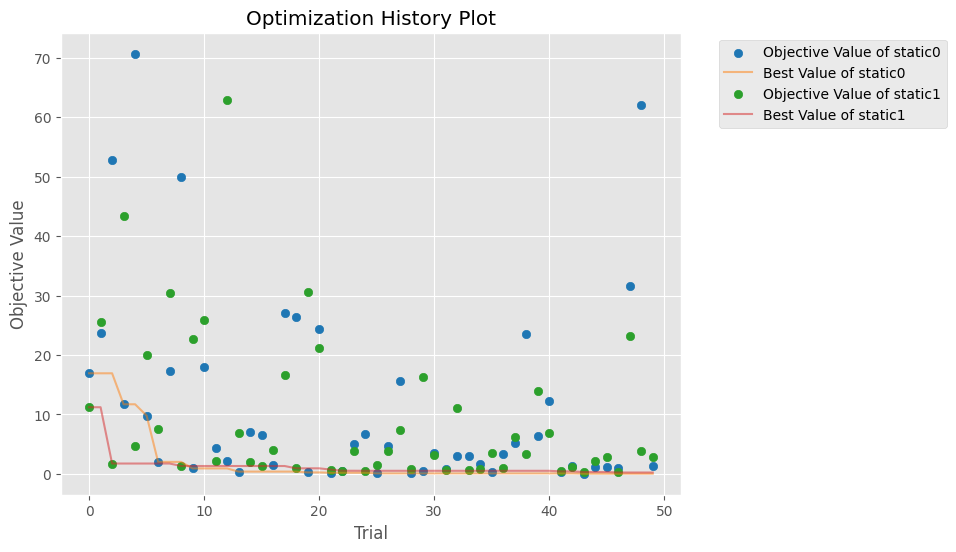 Optimization History Plot
Objective Value of static0
Best Value of static0
Objective Value of static1
Best Value of static1
Objective Value
70
60
50
40
30
20
10
0
0 10 20 30 40 50
Trial